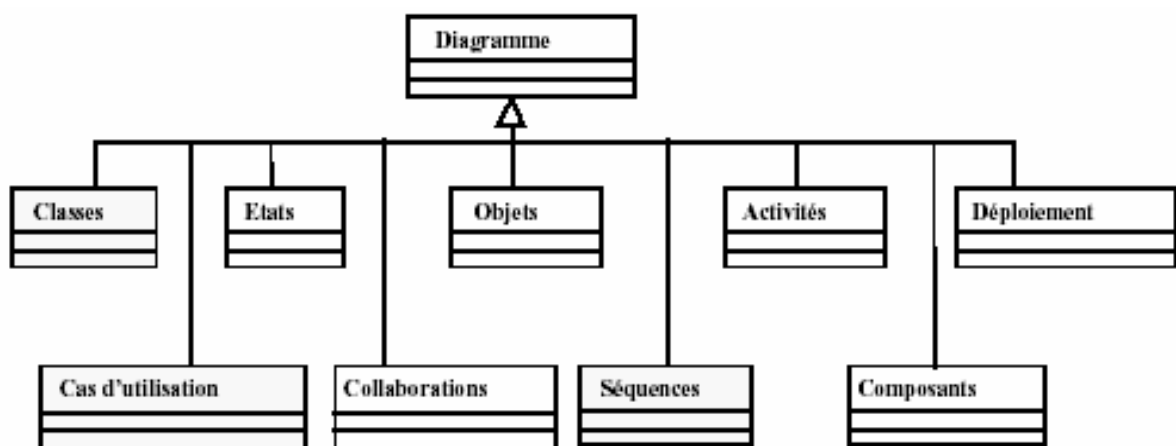 Diagramme
Classes
Etats
Objets
Activités
Déploiement
Cas d'utilisation
Collaborations
Séquences
Composants